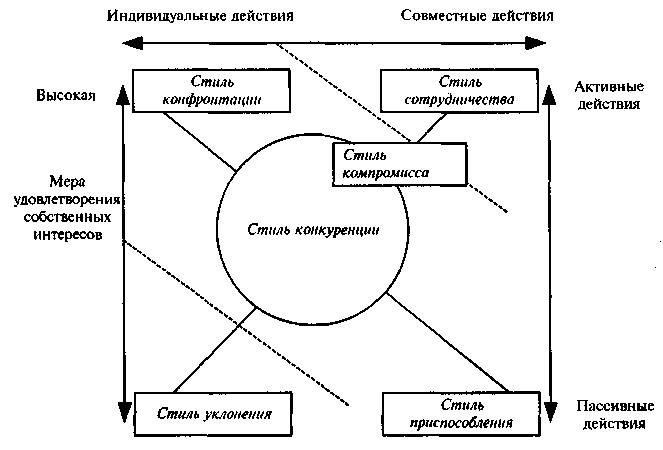 Индивидуальные действия
Совместные действия
Высокая
Стиль
конфронтации
Стиль
сотрудничества
Активные
действия
Стиль
компромисса
Мера
удовлетворения
собственных
интересов
Стиль конкуренции
Стиль уклонения
Стиль
приспособления
Пассивные
действия